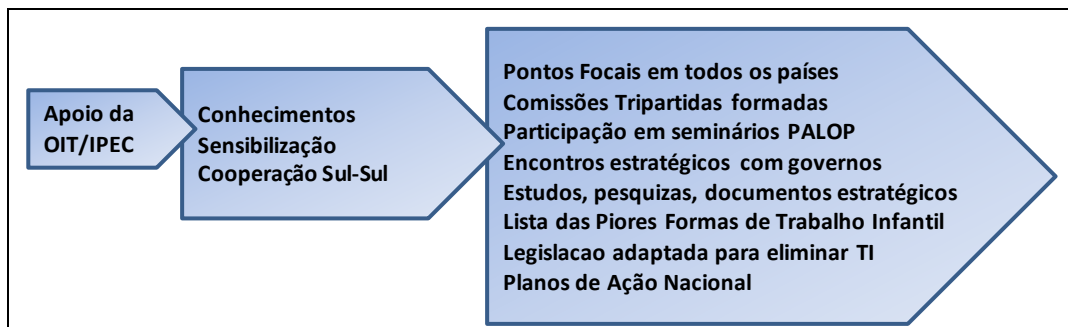 Apoio da
OIT/IPEC
Conhecimentos
Sensibilização
Cooperação Sul-Sul
Pontos Focais em todos os países
Comissões Tripartidas formadas
Participação em seminários PALOP
Encontros estratégicos com governos
Estudos, pesquizas, documentos estratégicos
Lista das Piores Formas de Trabalho Infantil
Legislacao adaptada para eliminar TI
Planos de Ação Nacional